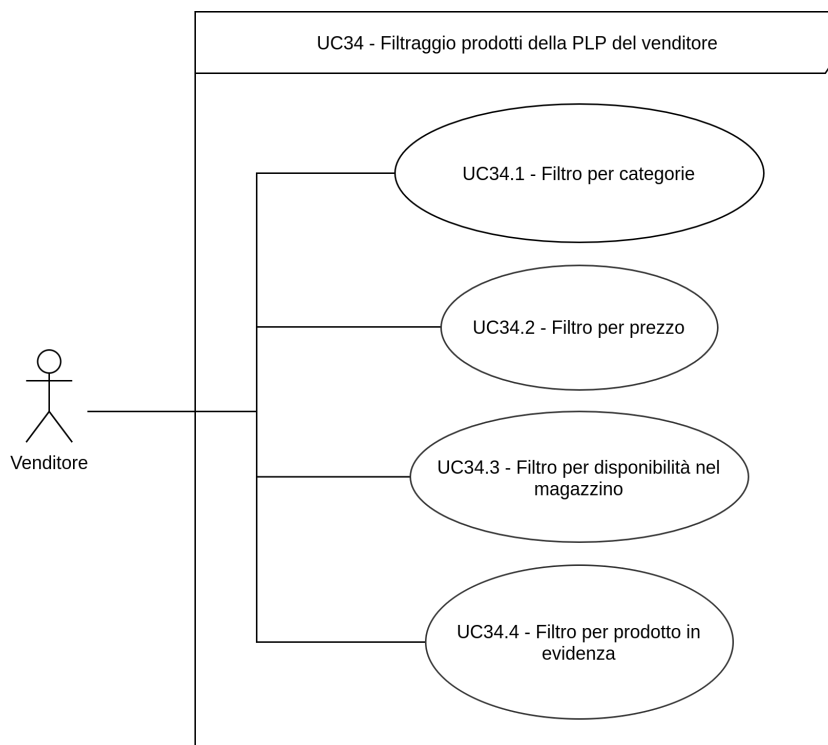 UC34 - Filtraggio prodotti della PLP del venditore
UC34.1 - Filtro per categorie
UC34.2 - Filtro per prezzo
Venditore
UC34.3 - Filtro per disponibilità nel
magazzino
UC34.4 - Filtro per prodotto in
evidenza